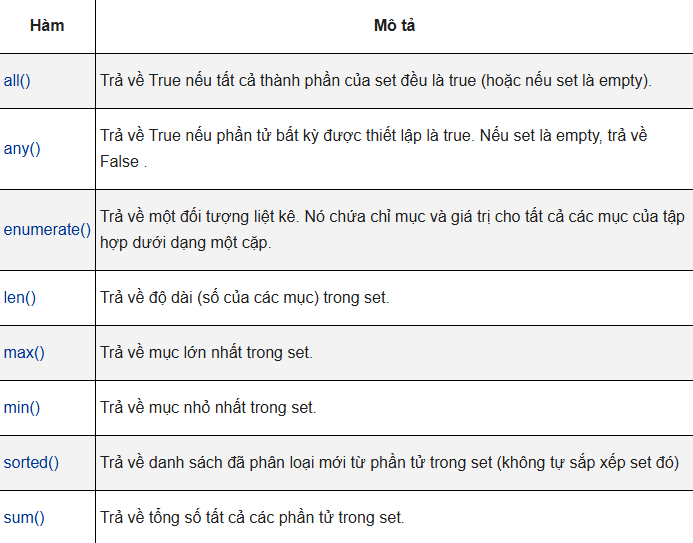 Hàm
Mô tả
all()
Trả về True nếu tất cả thành phần của set đều là true (hoặc nếu set là empty).
any()
Trả về True nếu phần tử bất kỳ được thiết lập là true. Nếu set là empty, trả về
False .
enumerate()
Trả về một đối tượng liệt kê. Nó chứa chỉ mục và giá trị cho tất cả các mục của tập
hợp dưới dạng một cặp.
len()
Trả về độ dài (số của các mục) trong set.
max()
Trả về mục lớn nhất trong set.
min()
Trả về mục nhỏ nhất trong set.
sorted()
Trả về danh sách đã phân loại mới từ phần tử trong set (không tự sắp xếp set đó)
sum()
Trả về tổng số tất cả các phần tử trong set.